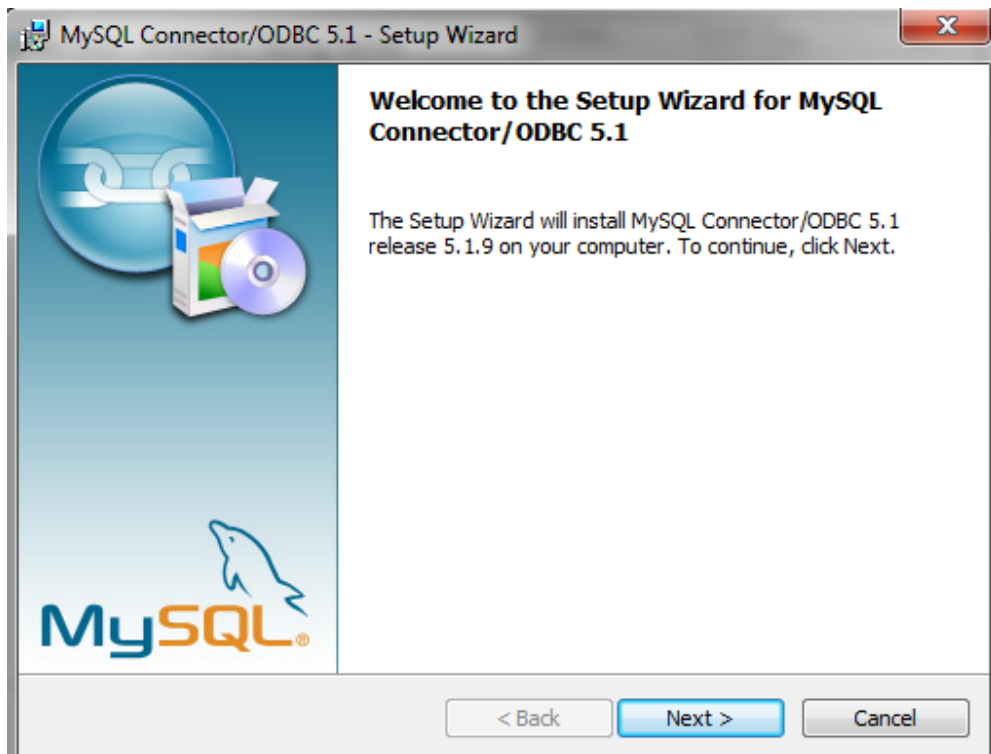 MySQL Connector/ODBC 5.1 - Setup Wizard
X
Welcome to the Setup Wizard for MySQL
Connector/ODBC 5.1
The Setup Wizard will install MySQL Connector/ODBC 5.1
release 5.1.9 on your computer. To continue, click Next.
MySQL®
< Back
Next >
Cancel